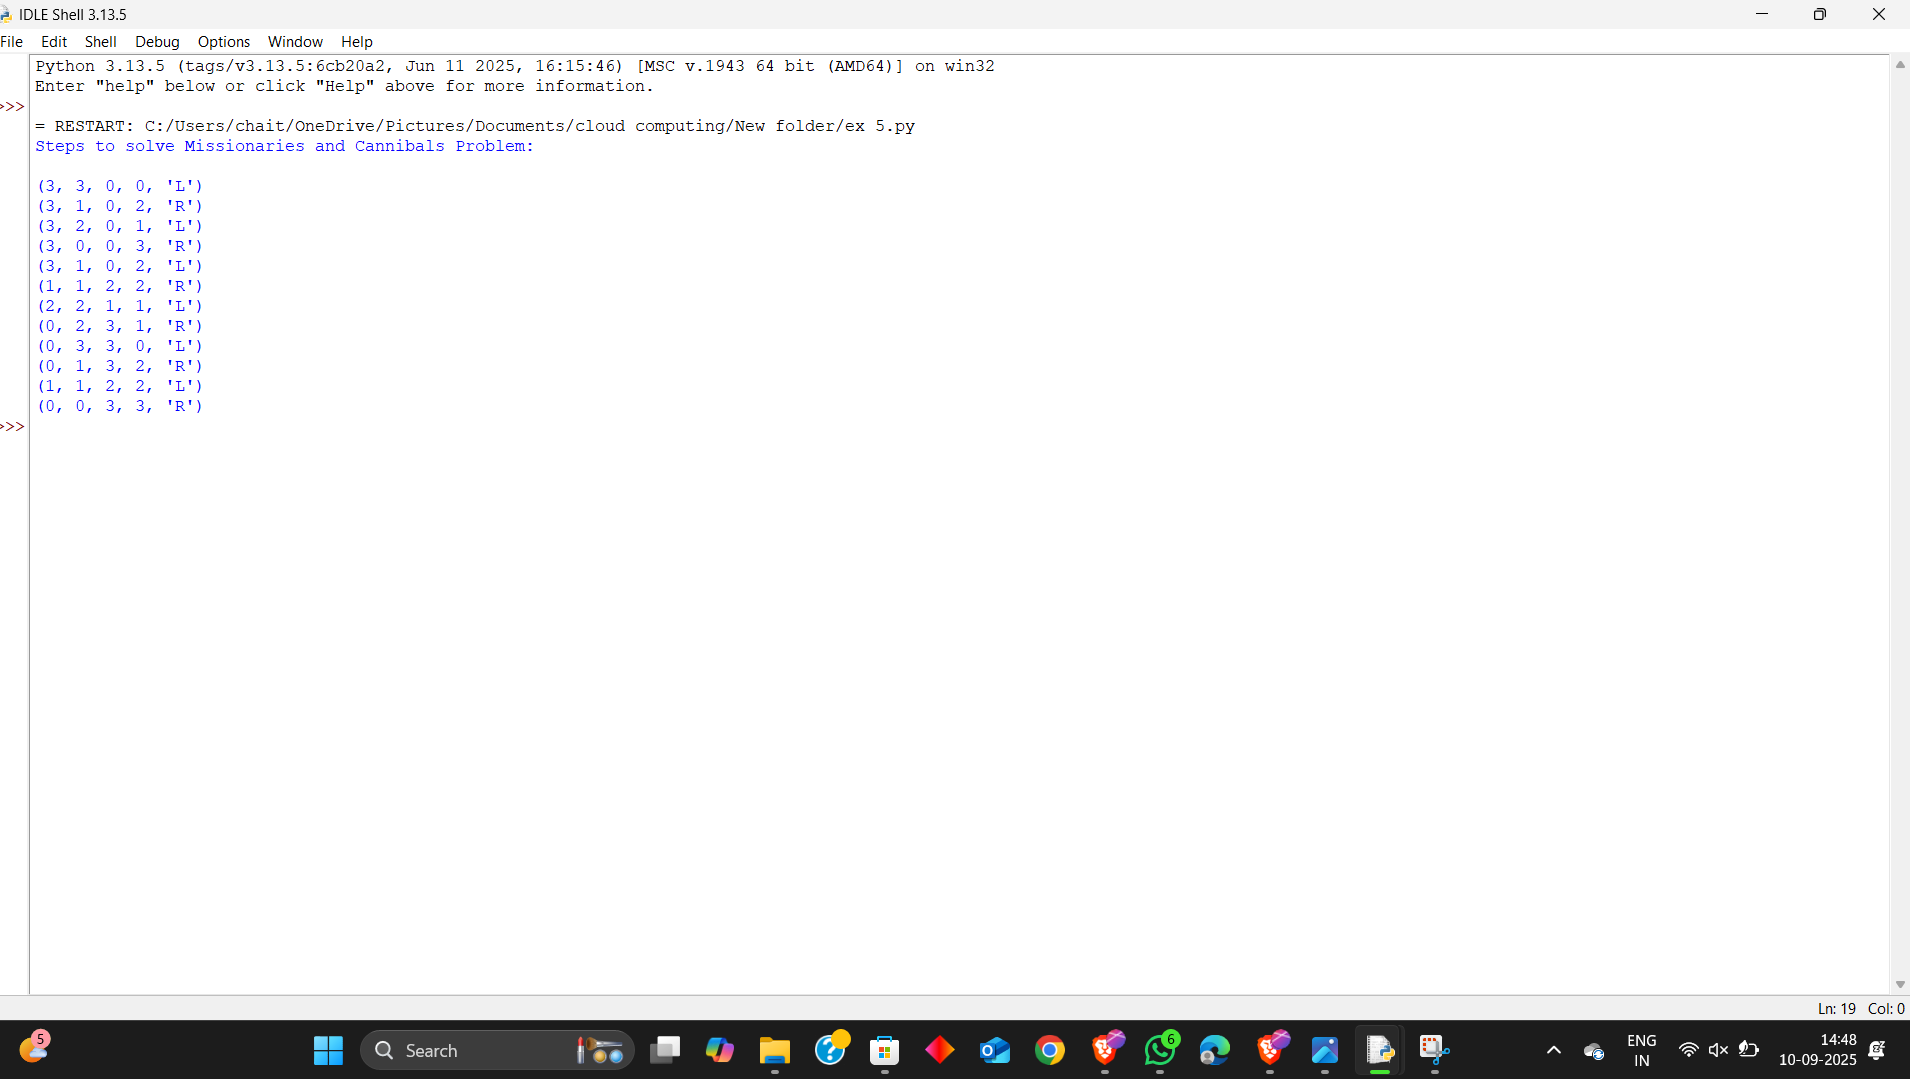 IDLE Shell 3.13.5
File Edit Shell Debug Options Window Help
Python 3.13.5 (tags/v3.13.5:6cb20a2, Jun 11 2025, 16:15:46) [MSC v.1943 64 bit (AMD64)] on win32
Enter "help" below or click "Help" above for more information.
>>>
= RESTART: C:/Users/chait/OneDrive/Pictures/Documents/cloud computing/New folder/ex 5.py
Steps to solve Missionaries and Cannibals Problem:
(3, 3, 0, 0, 'L')
(3, 1, 0, 2, 'R')
(3, 2, 0, 1, 'L')
(3, 0, 0, 3, 'R')
(3, 1, 0, 2, 'L')
(1, 1, 2, 2, 'R')
(2, 2, 1, 1, 'L')
(0, 2, 3, 1, 'R')
(0, 3, 3, 0, 'L')
(0, 1, 3, 2, 'R')
(1, 1, 2, 2, 'L')
(0, 0, 3, 3, 'R')
>>>
Ln: 19 Col: 0
5
Search
6
ENG
IN
14:48
10-09-2025